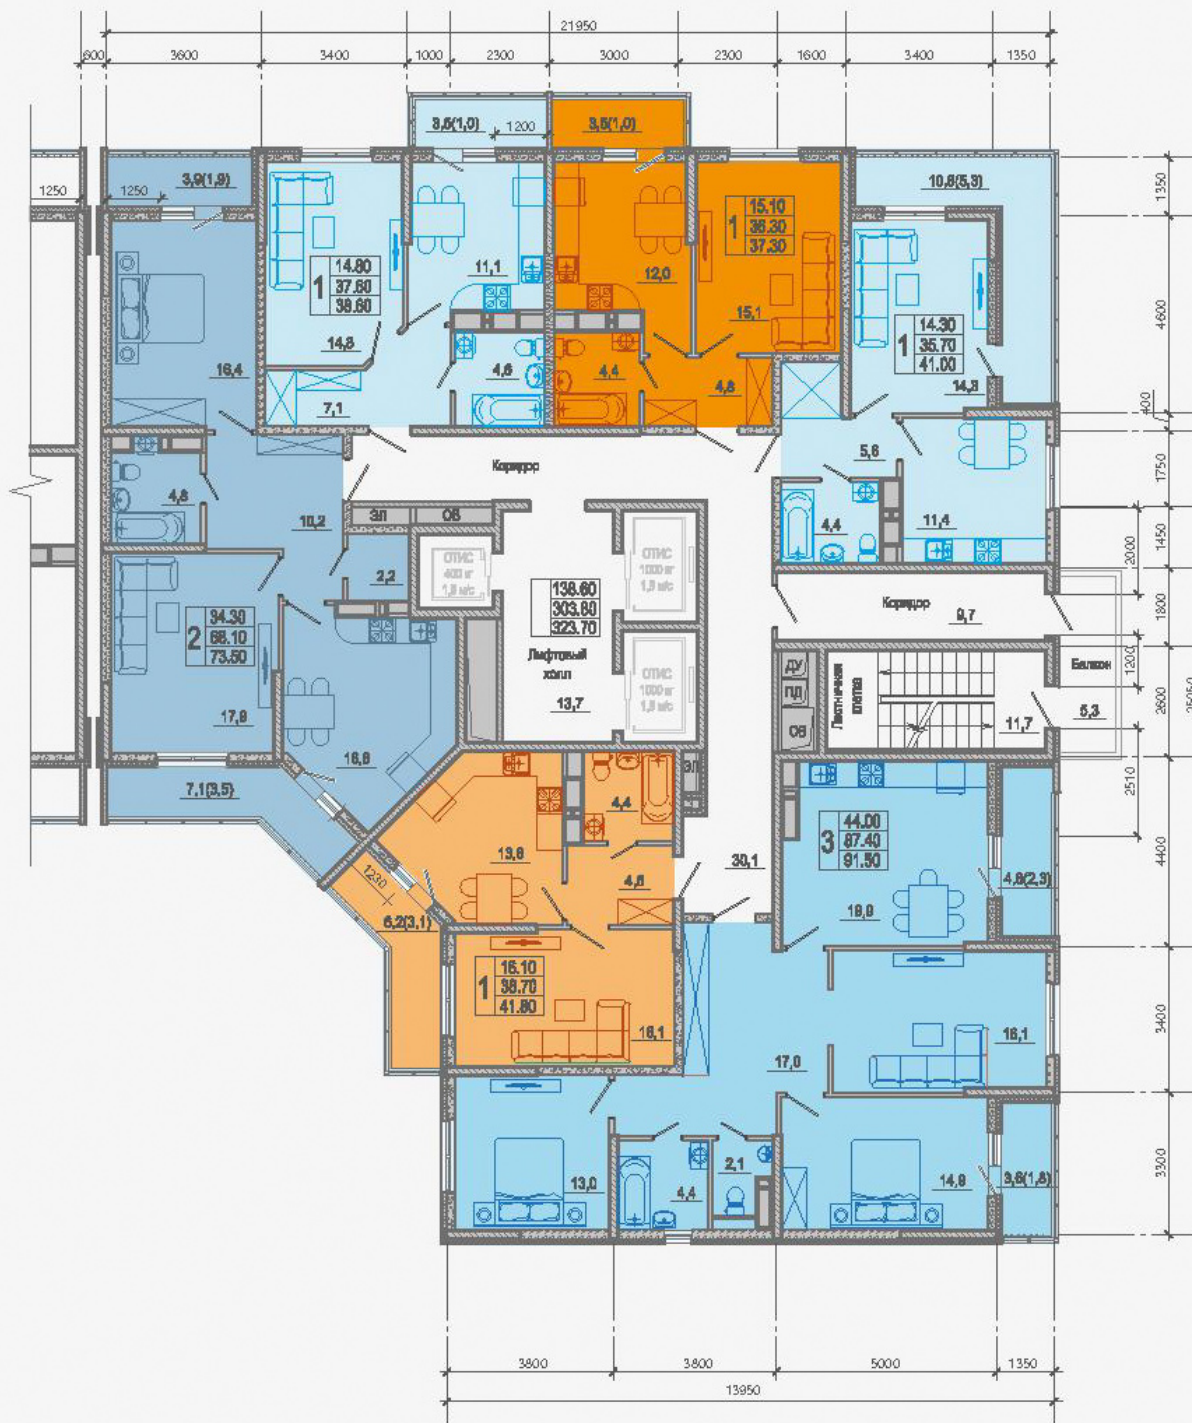 21950
600 3600 3400 1000 2300 3000 2300 1600 3400 1350
3,5(1,0) 1200 3,5(1,0)
1250 1250 3,9(1,9) 10,6(5,3) 1350
1 15.10
36.30
37.30
1 14.80
37.60
38.60
11,1 12,0 15,1
1 14.30
35.70
41.00
4600
14,8 14,3
16,4 4,6 4,4 4,8
7,1 400
Коридор 5,6 1750
4,8 10,2 ЭЛ ОВ 4,4 11,4 1450 2000
ОТИС
400 кг
ОТИС
1000 кг
2,2
138.60
303.60
323.70
Коридор 9,7 1800
2 34.30
68.10
73.50
Лифтовый
холл
13,7
ОТИС
1000 кг
ДУ
ПД
ОВ
Лестничная
клетка
11,7
Балкон
5,3
1200
2600
17,9 16,6
7,1(3,5) ЭЛ 2510
4,4
3 44.00
87.40
91.50
4400
1230 13,6 4,6 30,1 4,6(2,3)
6,2(3,1) 19,9
1 16.10
38.70
41.80
16,1 16,1 3400
17,0
13,0 4,4 2,1 14,9 3,6(1,8) 3300
3800 3800 5000 1350
13950